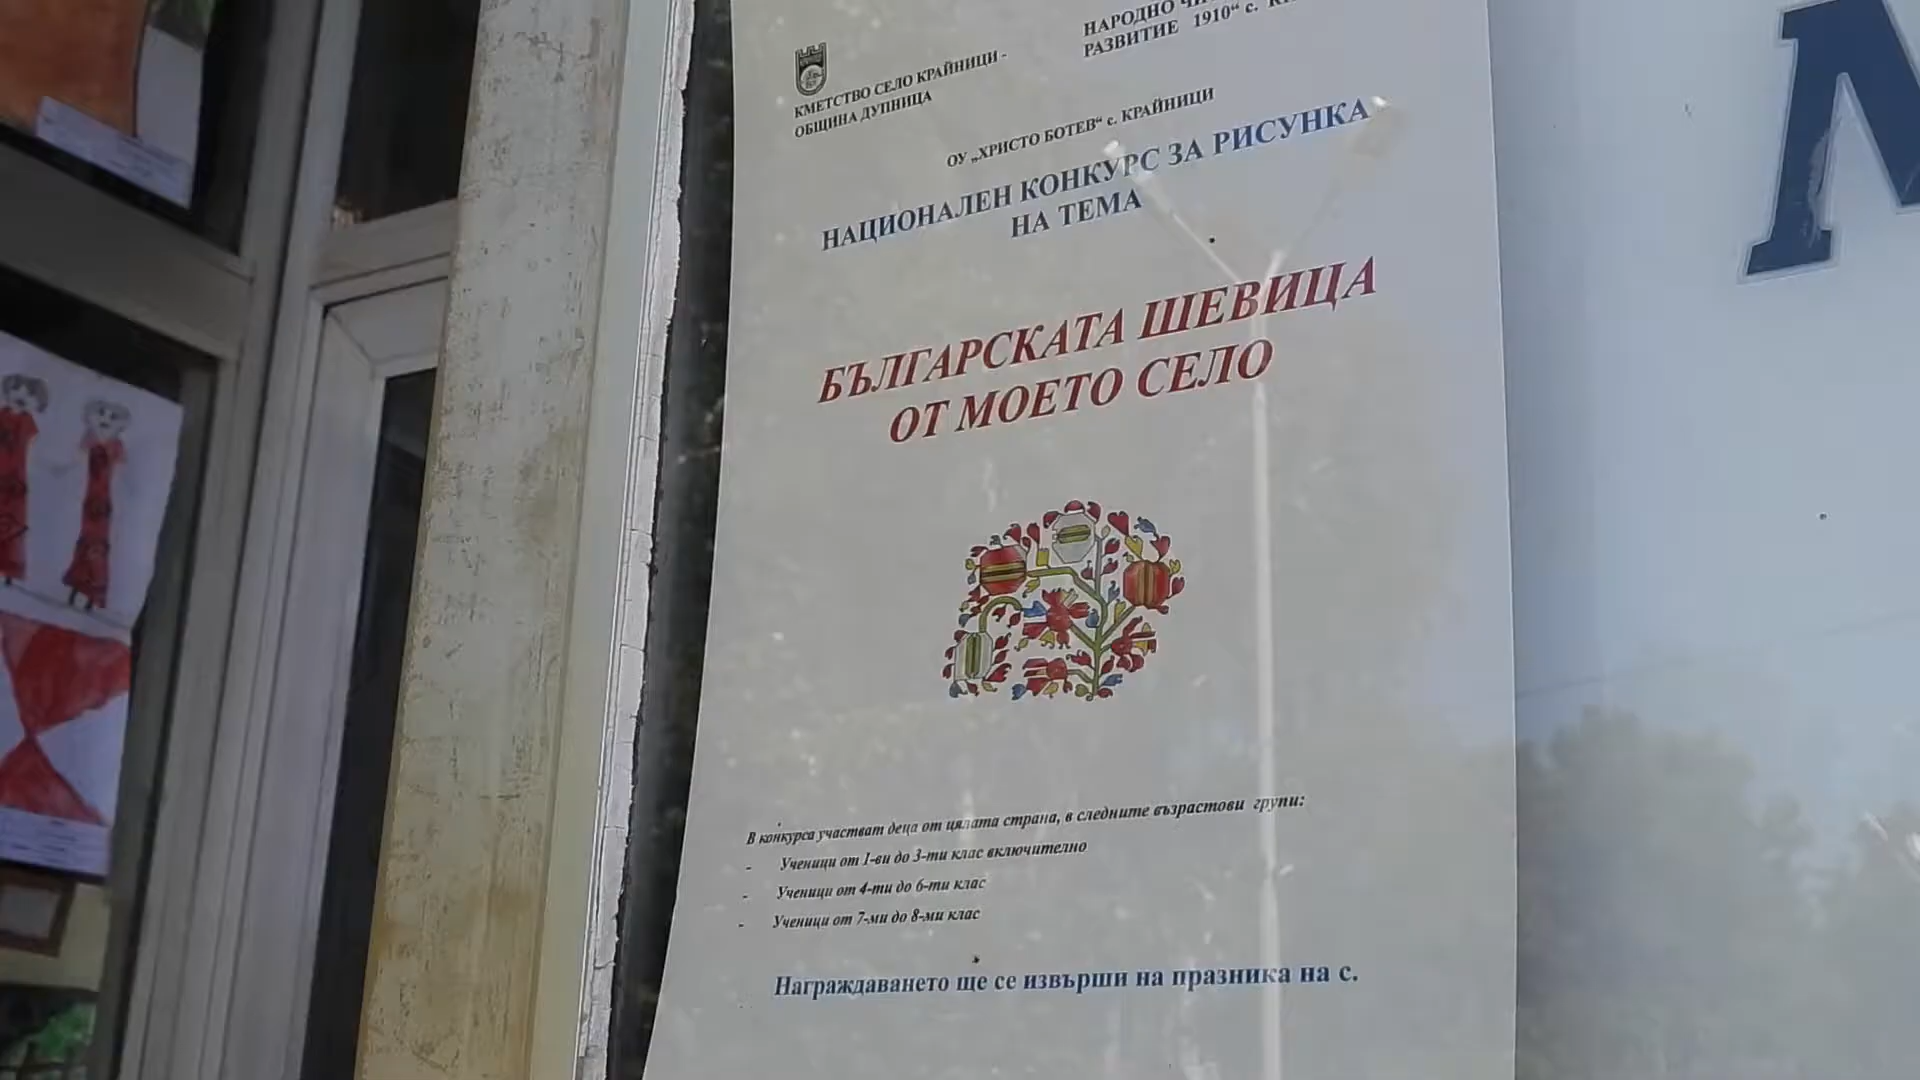 НАРОДНО
РАЗВИТИЕ 1910“ с.
КМЕТСТВО СЕЛО КРАЙНИЦИ -
ОБЩИНА ДУПНИЦА
ОУ „ХРИСТО БОТЕВ“ с. КРАЙНИЦИ
НАЦИОНАЛЕН КОНКУРС ЗА РИСУНКА
НА ТЕМА
БЪЛГАРСКАТА ШЕВИЦА
ОТ МОЕТО СЕЛО
В конкурса участват деца от цялата страна, в следните възрастови групи:
- Ученици от 1-ви до 3-ти клас включително
- Ученици от 4-ти до 6-ти клас
- Ученици от 7-ми до 8-ми клас
Награждаването ще се извърши на празника на с.